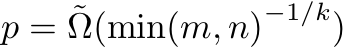 $p = \tilde{\Omega}(\min(m, n)^{-1/k})$